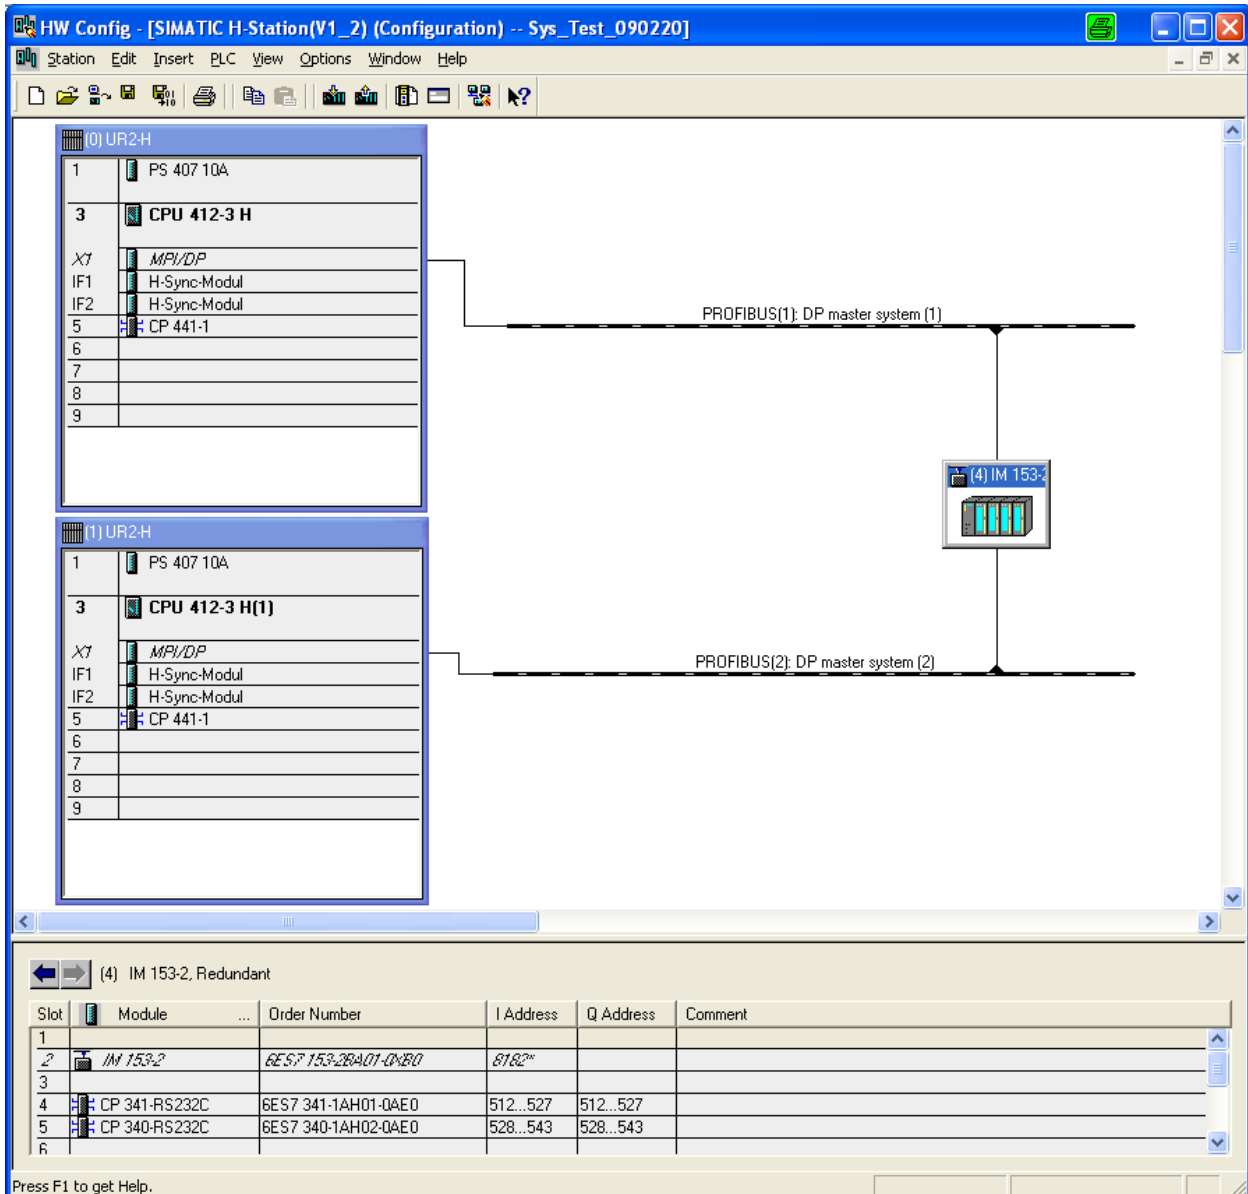 HW Config - [SIMATIC H-Station(V1_2) (Configuration) -- Sys_Test_090220]
Station Edit Insert PLC View Options Window Help
(0) UR2-H
1 PS 407 10A
3 CPU 412-3 H
X1 MPI/DP
IF1 H-Sync-Modul
IF2 H-Sync-Modul
5 CP 441-1
6
7
8
9
PROFIBUS(1): DP master system (1)
(4) IM 153-2
(1) UR2-H
1 PS 407 10A
3 CPU 412-3 H(1)
X1 MPI/DP
IF1 H-Sync-Modul
IF2 H-Sync-Modul
5 CP 441-1
6
7
8
9
PROFIBUS(2): DP master system (2)
(4) IM 153-2, Redundant
Slot Module ... Order Number I Address Q Address Comment
1
2 IM 153-2 6ES7 153-2BA01-0XB0 8182*
3
4 CP 341-RS232C 6ES7 341-1AH01-0AE0 512...527 512...527
5 CP 340-RS232C 6ES7 340-1AH02-0AE0 528...543 528...543
6
Press F1 to get Help.